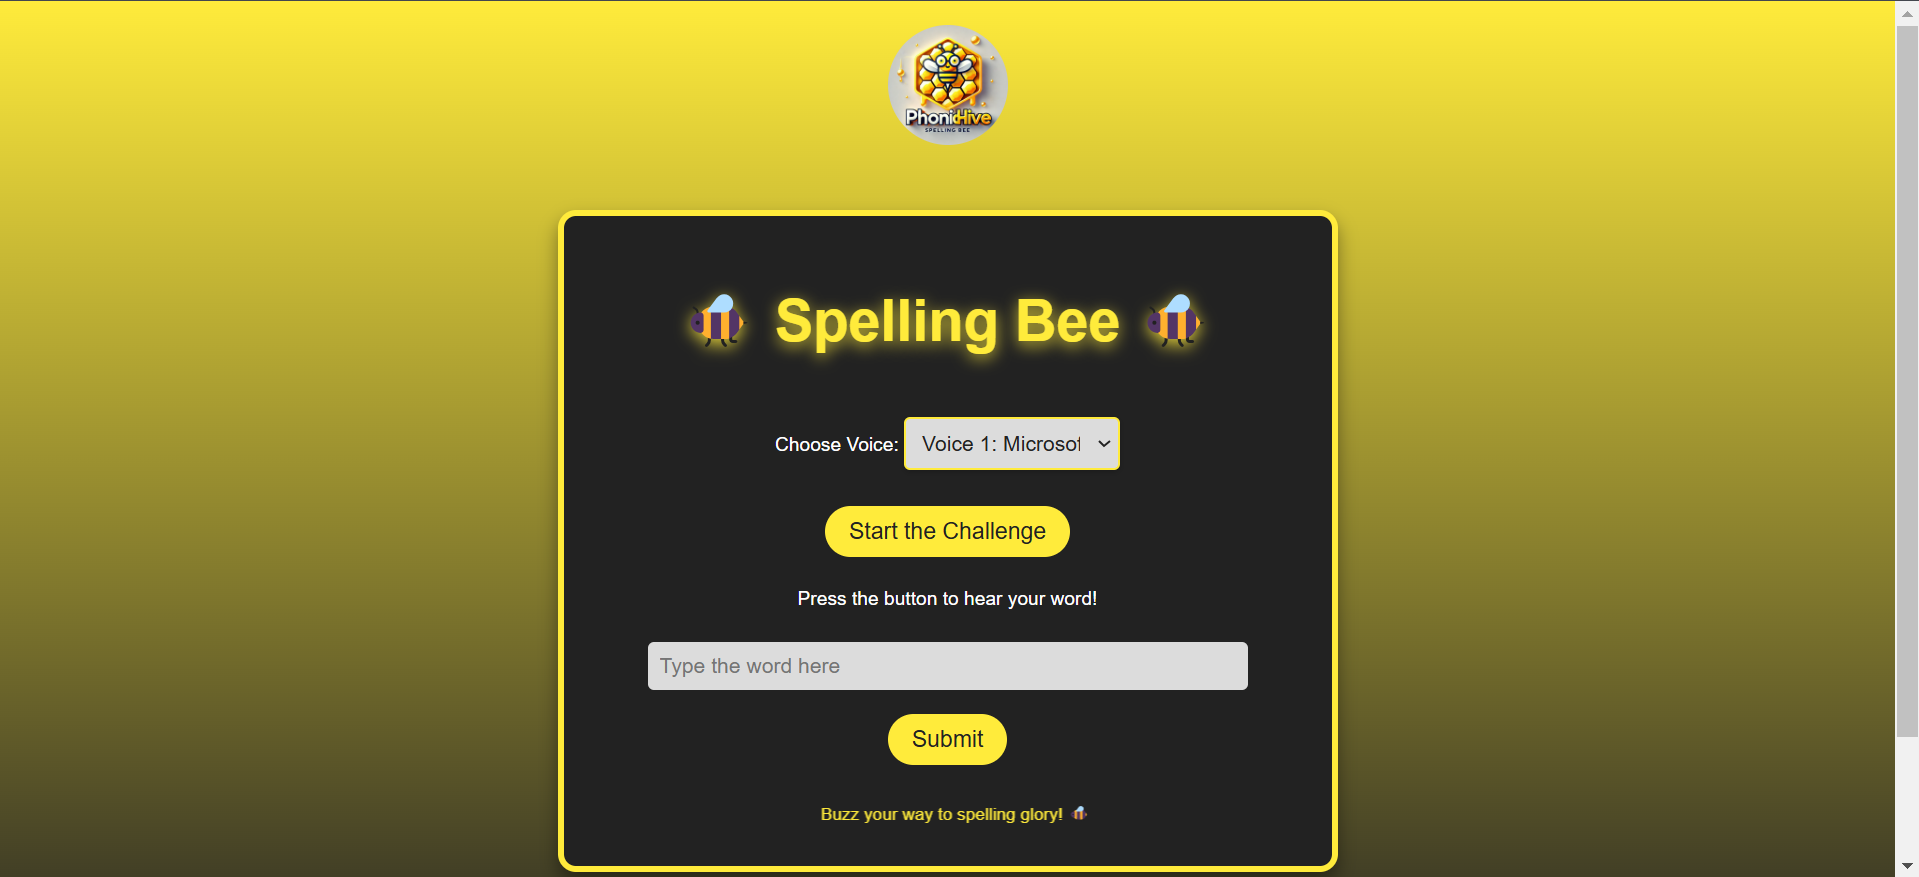 PhonicHive
SPELLING BEE
Spelling Bee
Choose Voice: Voice 1: Microsof
Start the Challenge
Press the button to hear your word!
Type the word here
Submit
Buzz your way to spelling glory!